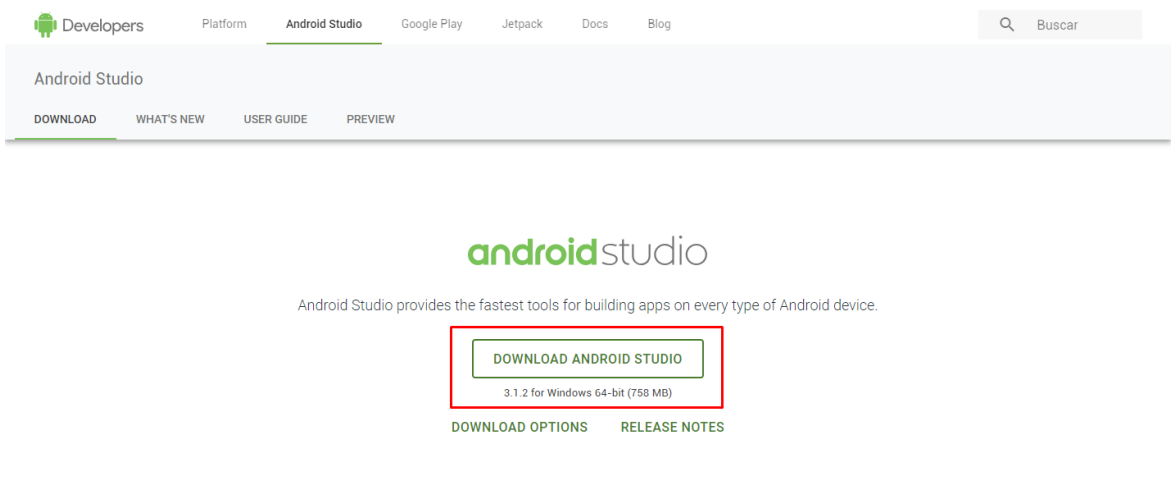 Developers Platform Android Studio Google Play Jetpack Docs Blog Buscar
Android Studio
DOWNLOAD WHAT'S NEW USER GUIDE PREVIEW
android studio
Android Studio provides the fastest tools for building apps on every type of Android device.
DOWNLOAD ANDROID STUDIO
3.1.2 for Windows 64-bit (758 MB)
DOWNLOAD OPTIONS RELEASE NOTES